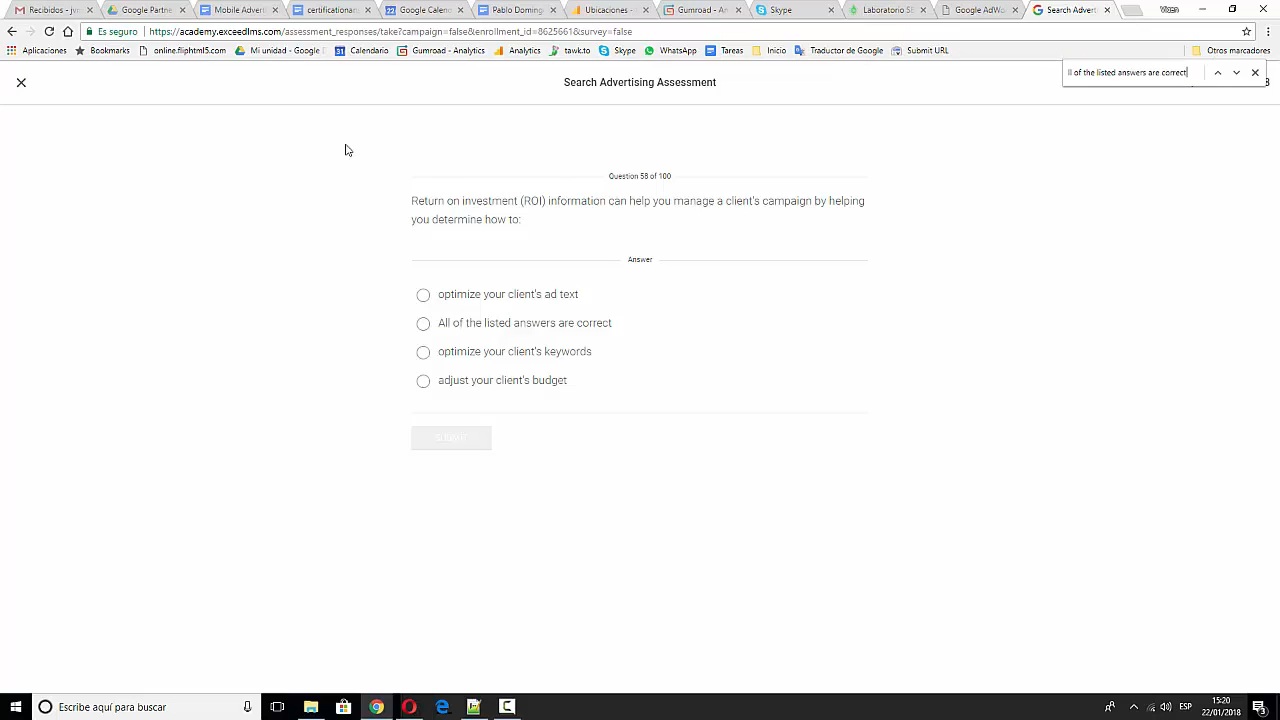 Recibidos - jv
Google Partne
Mobile Adverti
certificationar
Google Calen
Pablo Doming
Ubicaciones -
Gumroad - An
Skype
Laboratorio SE
Google AdWo
Search Adverti
Es seguro https://academy.exceedlms.com/assessment_responses/take?campaign=false&enrollment_id=8625661&survey=false
Aplicaciones Bookmarks online.fliphtml5.com Mi unidad - Google Calendario Gumroad - Analytics Analytics tawk.to Skype WhatsApp Tareas Inicio Traductor de Google Submit URL Otros marcadores
ll of the listed answers are correct
Search Advertising Assessment
Question 58 of 100
Return on investment (ROI) information can help you manage a client's campaign by helping
you determine how to:
Answer
optimize your client's ad text
All of the listed answers are correct
optimize your client's keywords
adjust your client's budget
SUBMIT
Escribe aquí para buscar
ESP
15:20
22/01/2018